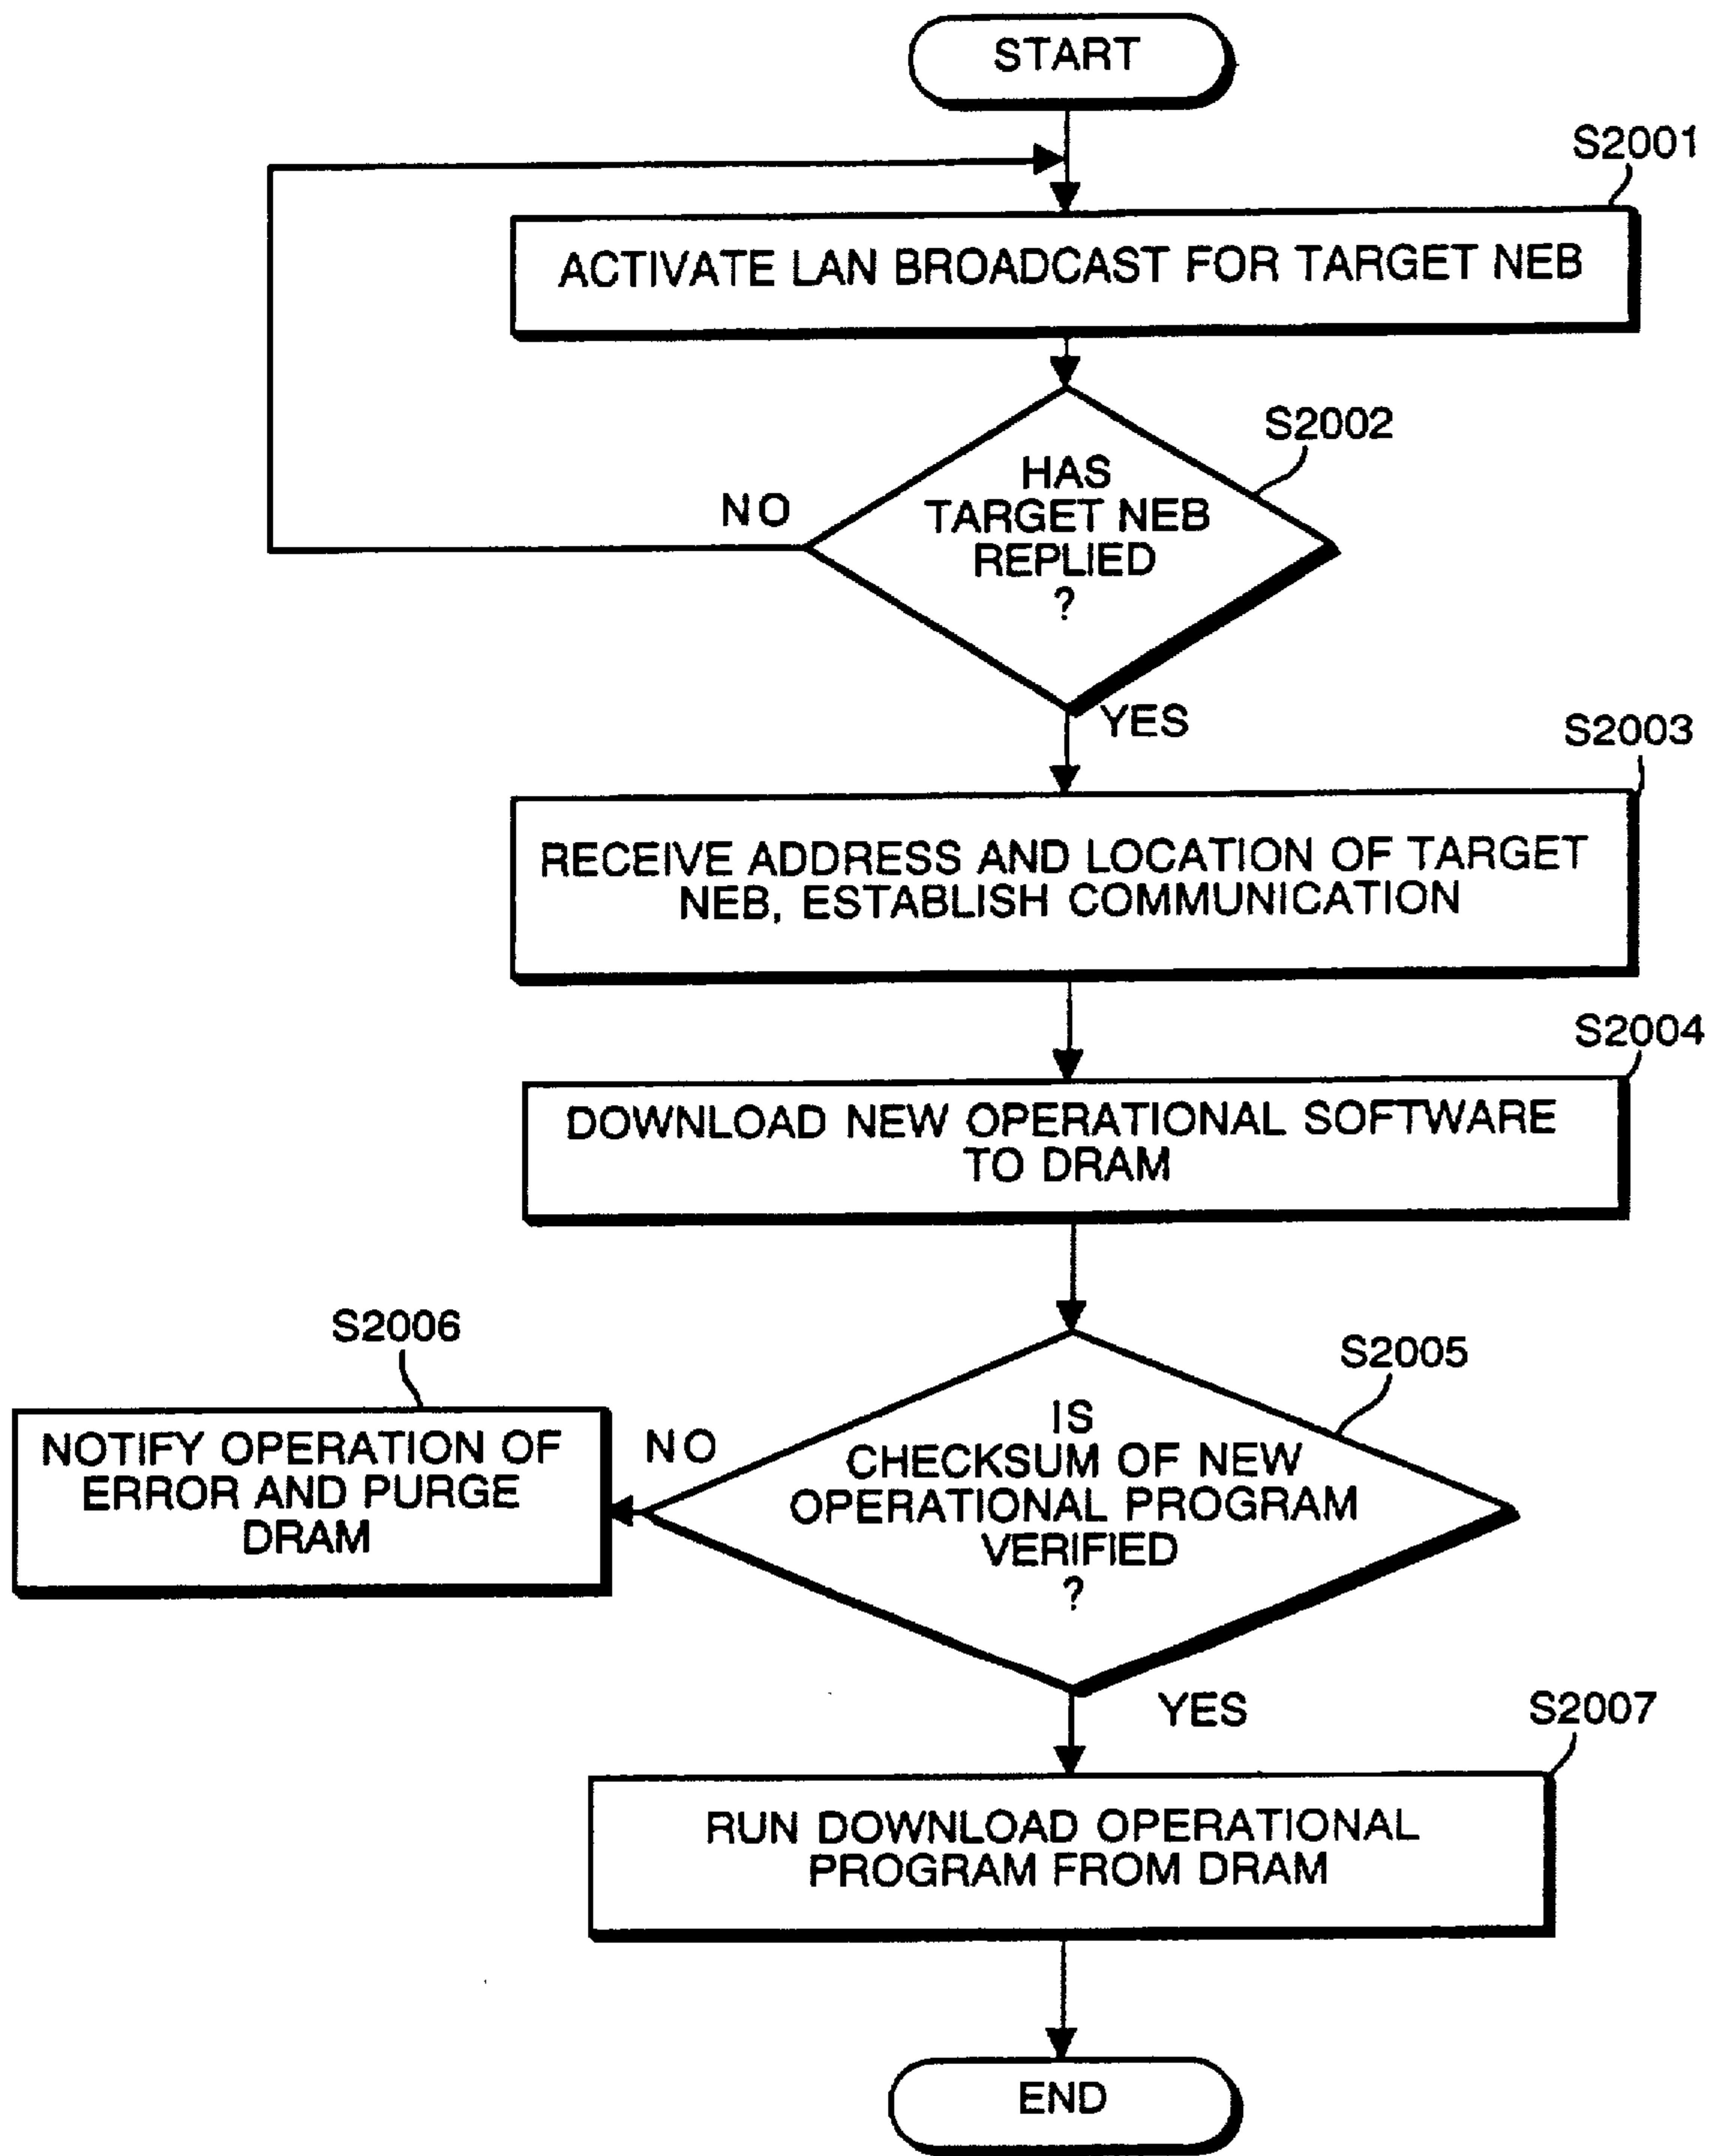 START
S2001
ACTIVATE LAN BROADCAST FOR TARGET NEB
S2002
HAS
TARGET NEB
REPLIED
?
NO
YES
S2003
RECEIVE ADDRESS AND LOCATION OF TARGET
NEB, ESTABLISH COMMUNICATION
S2004
DOWNLOAD NEW OPERATIONAL SOFTWARE
TO DRAM
S2005
IS
CHECKSUM OF NEW
OPERATIONAL PROGRAM
VERIFIED
?
NO
S2006
NOTIFY OPERATION OF
ERROR AND PURGE
DRAM
YES
S2007
RUN DOWNLOAD OPERATIONAL
PROGRAM FROM DRAM
END